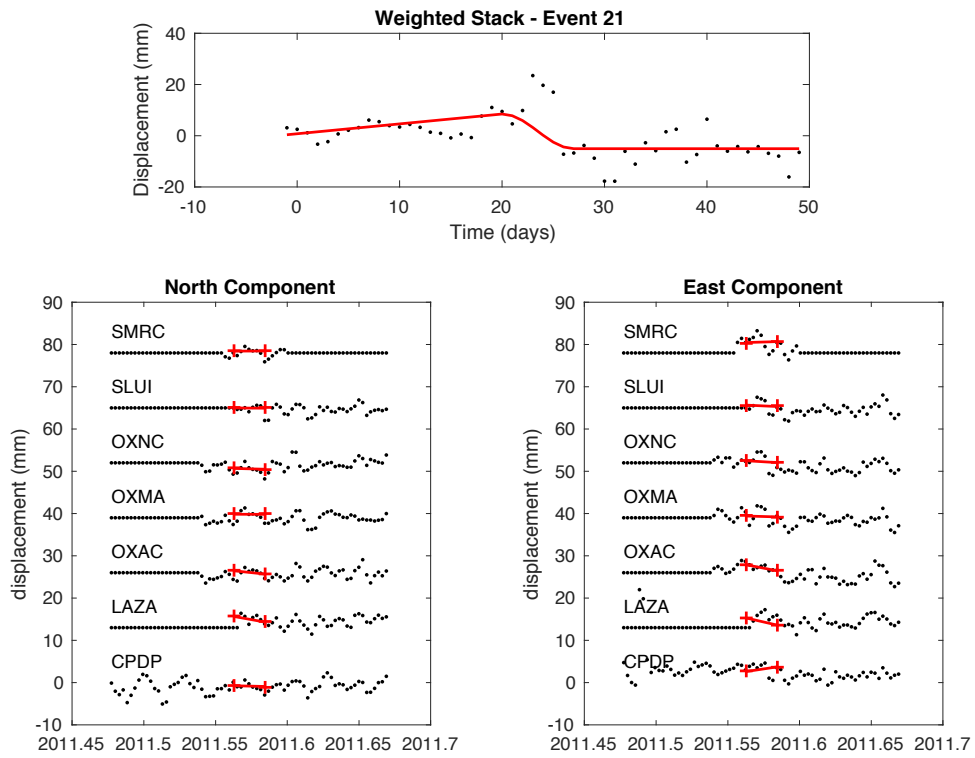 Weighted Stack - Event 21
Displacement (mm)
40
20
0
-20
-10
0
10
20
30
40
50
Time (days)
North Component
displacement (mm)
90
80
70
60
50
40
30
20
10
0
-10
SMRC
SLUI
OXNC
OXMA
OXAC
LAZA
CPDP
2011.45
2011.5
2011.55
2011.6
2011.65
2011.7
East Component
displacement (mm)
90
80
70
60
50
40
30
20
10
0
-10
SMRC
SLUI
OXNC
OXMA
OXAC
LAZA
CPDP
2011.45
2011.5
2011.55
2011.6
2011.65
2011.7